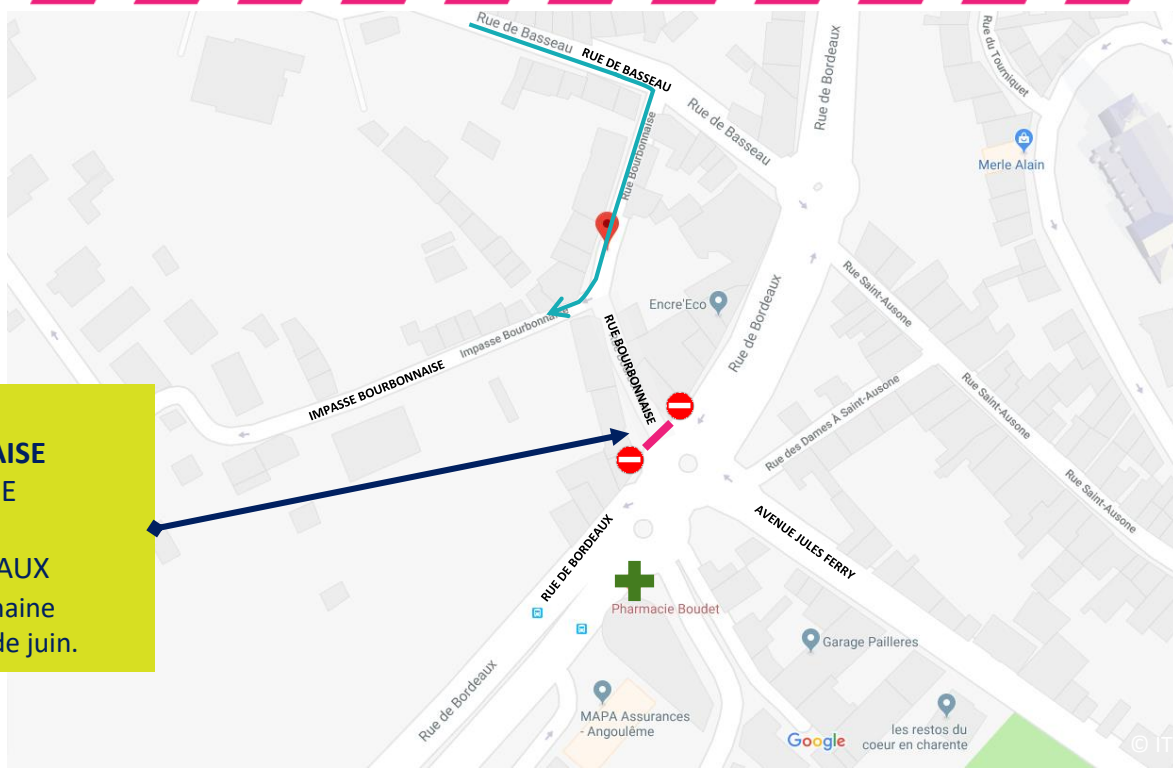 Rue de Basseau
RUE DE BASSEAU
Rue de Basseau
Rue de Bordeaux
Rue du Tourniquet
Merle Alain
Rue Bourbonnaise
Encre'Eco
Rue de Bordeaux
Rue Saint-Ausone
Impasse Bourbonnaise
RUE BOURBONNAISE
IMPASSE BOURBONNAISE
Rue des Dames À Saint-Ausone
Rue Saint-Ausone
Rue Saint-Ausone
AISE
E
AUX
naine
de juin.
RUE DE BORDEAUX
AVENUE JULES FERRY
Pharmacie Boudet
Garage Pailleres
Rue de Bordeaux
MAPA Assurances
- Angoulême
Google
les restos du
coeur en charente
© IT